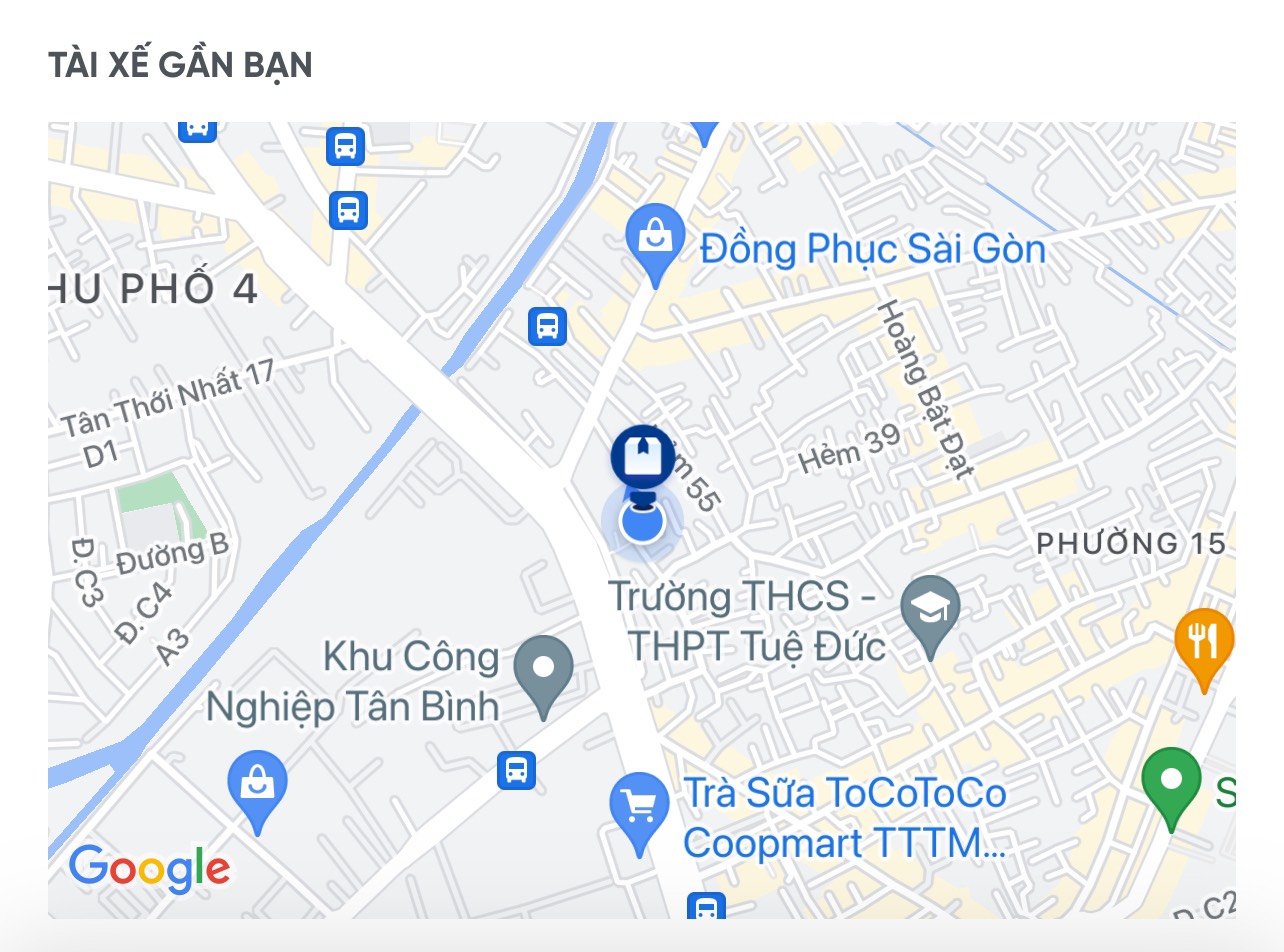 TÀI XẾ GẦN BẠN
Đồng Phục Sài Gòn
HU PHỐ 4
Hoàng Bật Đạt
Tân Thới Nhất 17
D1
Hẻm 39
55
PHƯỜNG 15
Đường B
Đ. C3
Đ. C4
A3
Trường THCS -
THPT Tuệ Đức
Khu Công
Nghiệp Tân Bình
Trà Sữa ToCoToCo
Coopmart TTTM...
S
Google